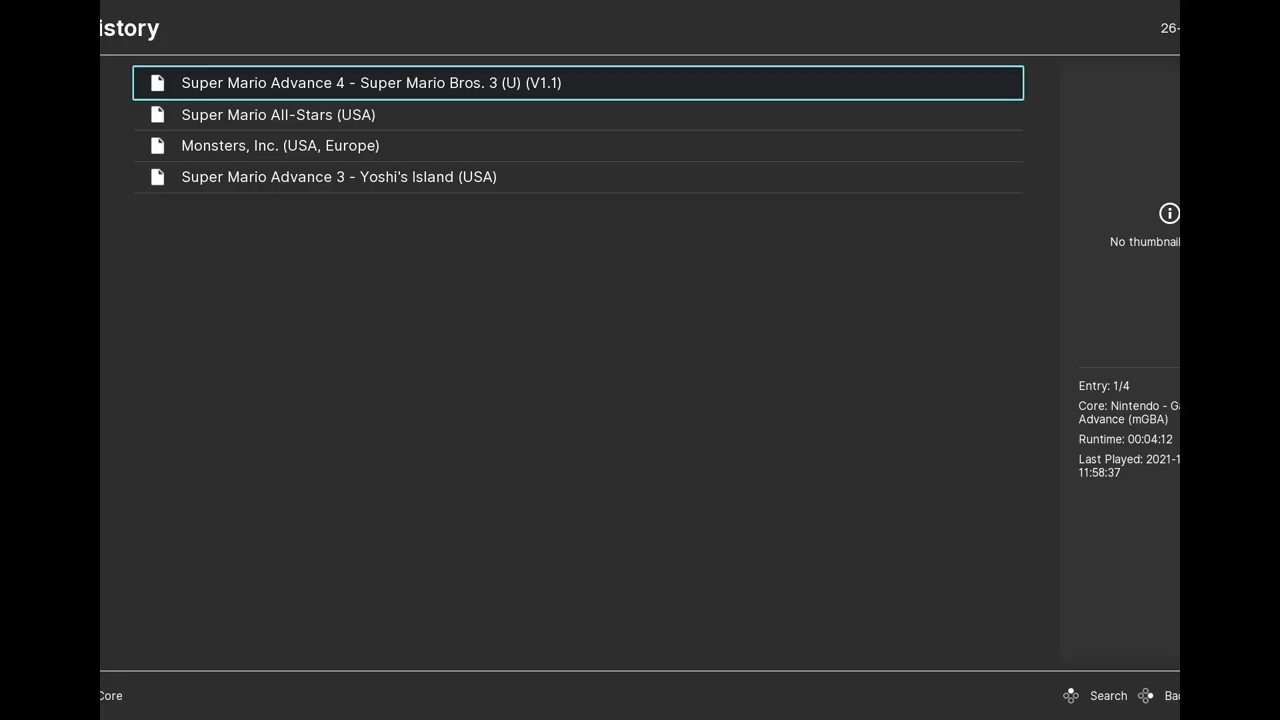 istory
26-
Super Mario Advance 4 - Super Mario Bros. 3 (U) (V1.1)
Super Mario All-Stars (USA)
Monsters, Inc. (USA, Europe)
Super Mario Advance 3 - Yoshi's Island (USA)
No thumbnail
Entry: 1/4
Core: Nintendo - Ga
Advance (mGBA)
Runtime: 00:04:12
Last Played: 2021-1
11:58:37
Core
Search
Bac